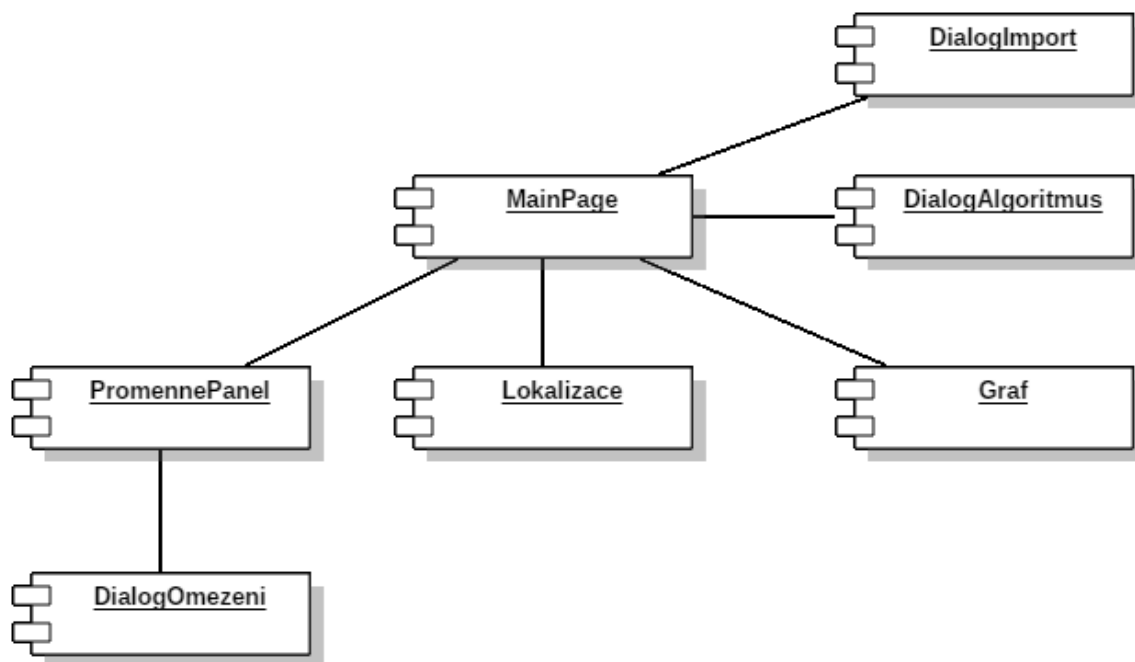 DialogImport
MainPage
DialogAlgoritmus
PromennePanel
Lokalizace
Graf
DialogOmezeni